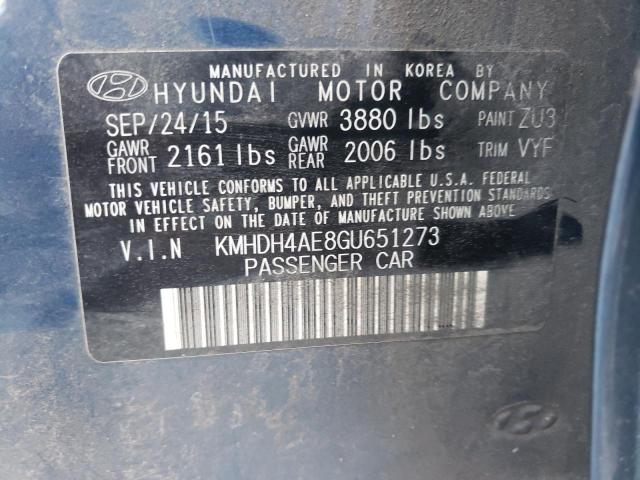 MANUFACTURED IN KOREA BY
HYUNDAI MOTOR COMPANY
SEP/24/15 GVWR 3880 lbs PAINT ZU3
GAWR FRONT 2161 lbs GAWR REAR 2006 lbs TRIM VYF
THIS VEHICLE CONFORMS TO ALL APPLICABLE U.S.A. FEDERAL
MOTOR VEHICLE SAFETY, BUMPER, AND THEFT PREVENTION STANDARDS
IN EFFECT ON THE DATE OF MANUFACTURE SHOWN ABOVE.
V.I.N KMHDH4AE8GU651273
PASSENGER CAR